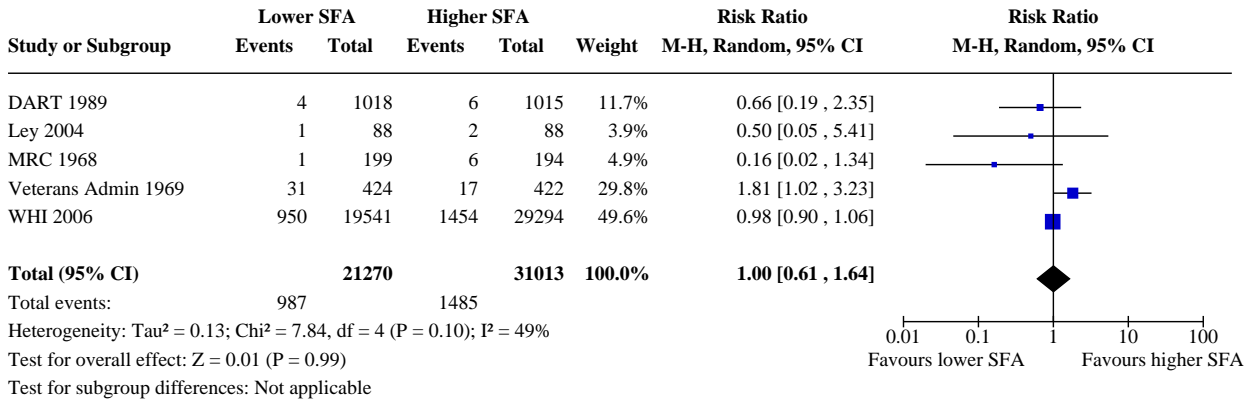 Lower SFA Higher SFA Risk Ratio Risk Ratio
Study or Subgroup Events Total Events Total Weight M-H, Random, 95% CI M-H, Random, 95% CI
DART 1989 4 1018 6 1015 11.7% 0.66 [0.19 , 2.35]
Ley 2004 1 88 2 88 3.9% 0.50 [0.05 , 5.41]
MRC 1968 1 199 6 194 4.9% 0.16 [0.02 , 1.34]
Veterans Admin 1969 31 424 17 422 29.8% 1.81 [1.02 , 3.23]
WHI 2006 950 19541 1454 29294 49.6% 0.98 [0.90 , 1.06]
Total (95% CI) 21270 31013 100.0% 1.00 [0.61 , 1.64]
Total events: 987 1485
Heterogeneity: Tau² = 0.13; Chi² = 7.84, df = 4 (P = 0.10); I² = 49%
0.01 0.1 1 10 100
Test for overall effect: Z = 0.01 (P = 0.99)
Favours lower SFA Favours higher SFA
Test for subgroup differences: Not applicable